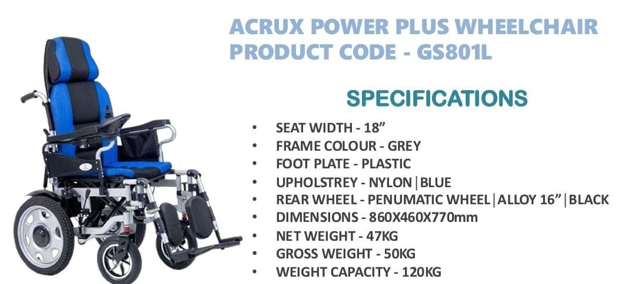 ACRUX POWER PLUS WHEELCHAIR
PRODUCT CODE - GS801L
SPECIFICATIONS
• SEAT WIDTH - 18”
• FRAME COLOUR - GREY
• FOOT PLATE - PLASTIC
• UPHOLSTREY - NYLON|BLUE
• REAR WHEEL - PENUMATIC WHEEL|ALLOY 16”|BLACK
• DIMENSIONS - 860X460X770mm
• NET WEIGHT - 47KG
• GROSS WEIGHT - 50KG
• WEIGHT CAPACITY - 120KG